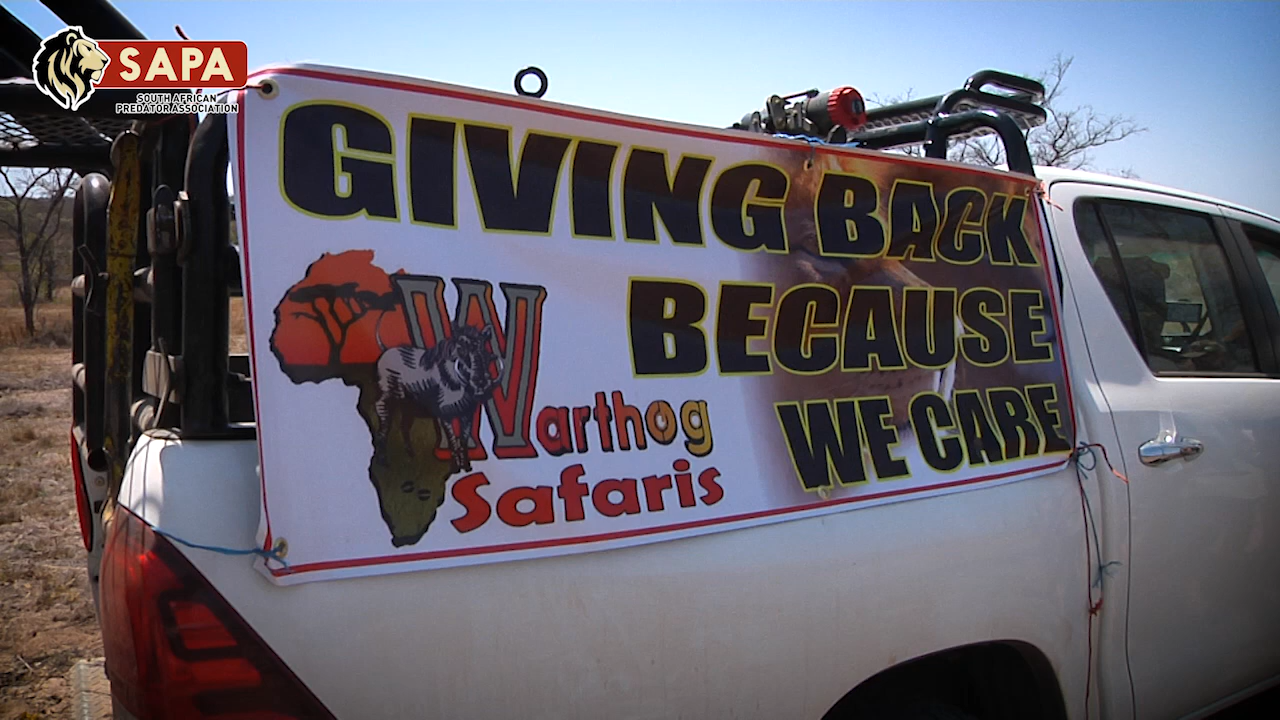 SAPA
SOUTH AFRICAN
PREDATOR ASSOCIATION
GIVING BACK
BECAUSE
WE CARE
Warthog
Safaris